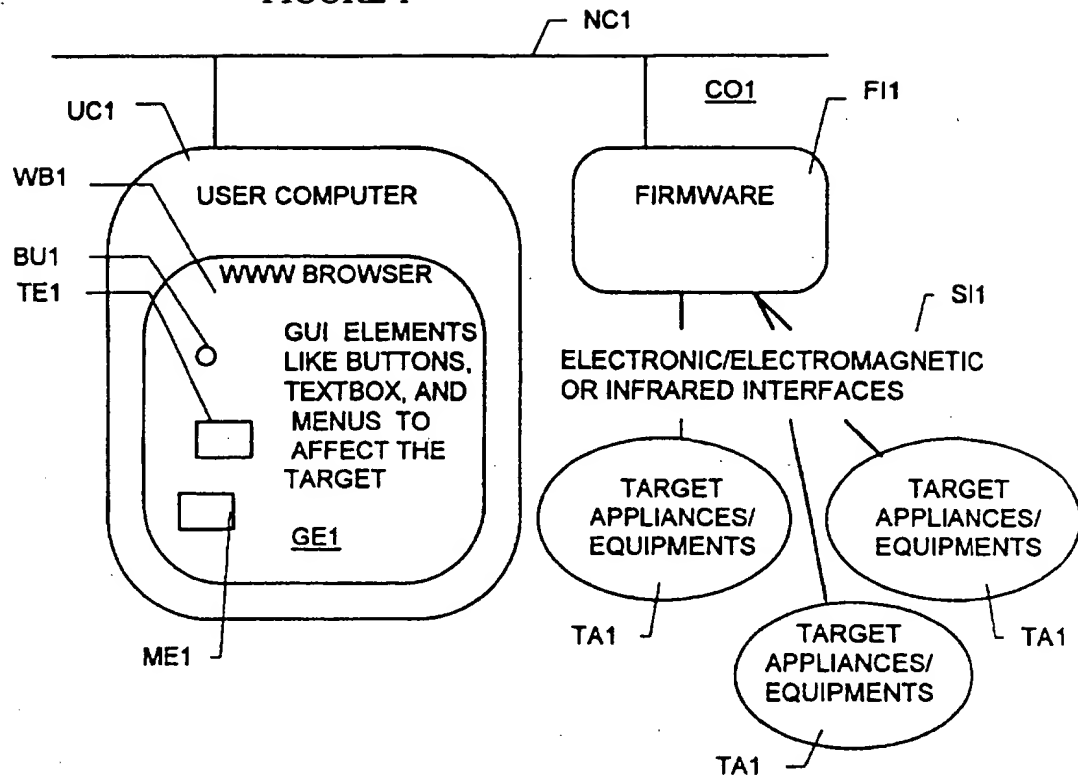 FIGURE 1
NC1
CO1
FI1
UC1
WB1
USER COMPUTER
FIRMWARE
BU1
TE1
WWW BROWSER
SI1
GUI ELEMENTS
LIKE BUTTONS,
TEXTBOX, AND
MENUS TO
AFFECT THE
TARGET
GE1
ELECTRONIC/ELECTROMAGNETIC
OR INFRARED INTERFACES
TARGET
APPLIANCES/
EQUIPMENTS
TARGET
APPLIANCES/
EQUIPMENTS
TA1
TA1
ME1
TARGET
APPLIANCES/
EQUIPMENTS
TA1